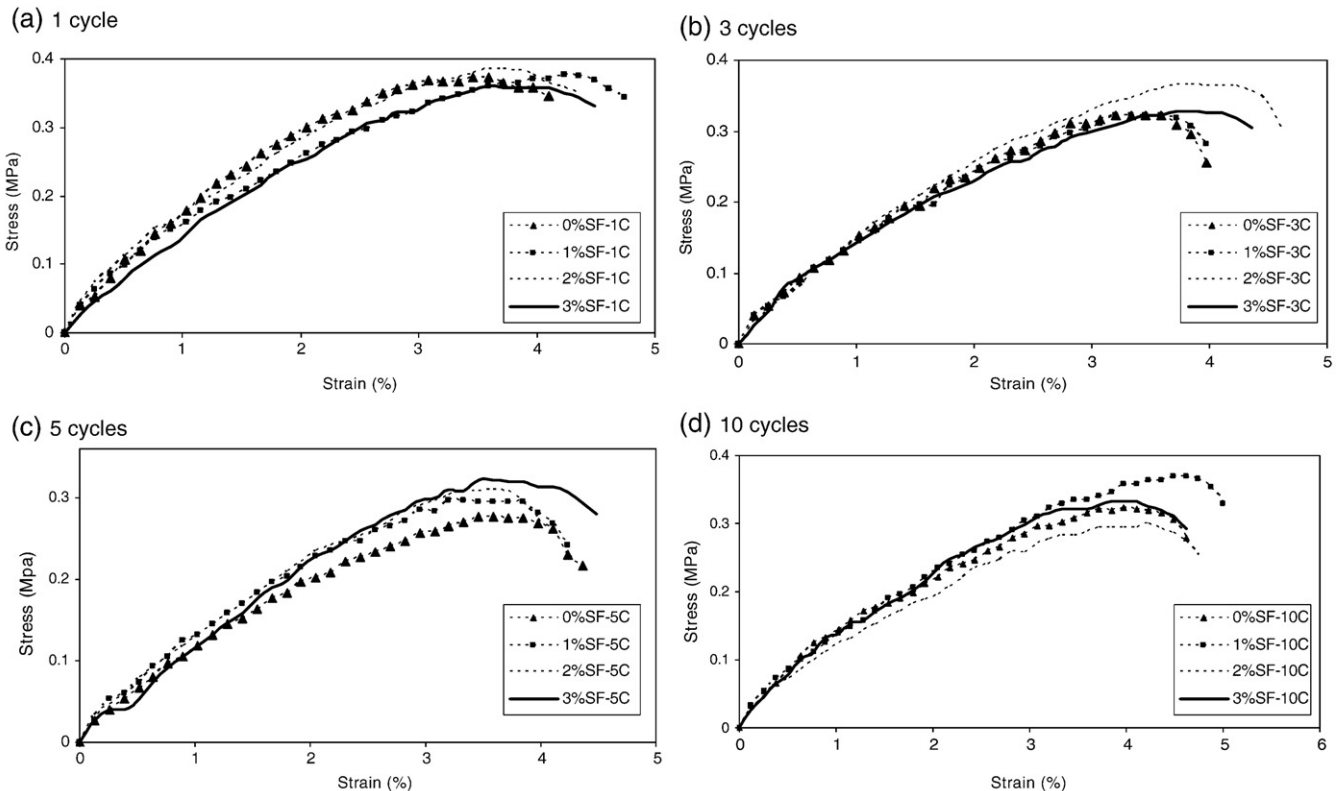 (a) 1 cycle
0.4
0.3
0.2
0.1
0
Stress (MPa)
0%SF-1C
1%SF-1C
2%SF-1C
3%SF-1C
0 1 2 3 4 5
Strain (%)
(b) 3 cycles
0.4
0.3
0.2
0.1
0
Stress (MPa)
0%SF-3C
1%SF-3C
2%SF-3C
3%SF-3C
0 1 2 3 4 5
Strain (%)
(c) 5 cycles
0.3
0.2
0.1
0
Stress (Mpa)
0%SF-5C
1%SF-5C
2%SF-5C
3%SF-5C
0 1 2 3 4 5
Strain (%)
(d) 10 cycles
0.4
0.3
0.2
0.1
0
Stress (MPa)
0%SF-10C
1%SF-10C
2%SF-10C
3%SF-10C
0 1 2 3 4 5 6
Strain (%)